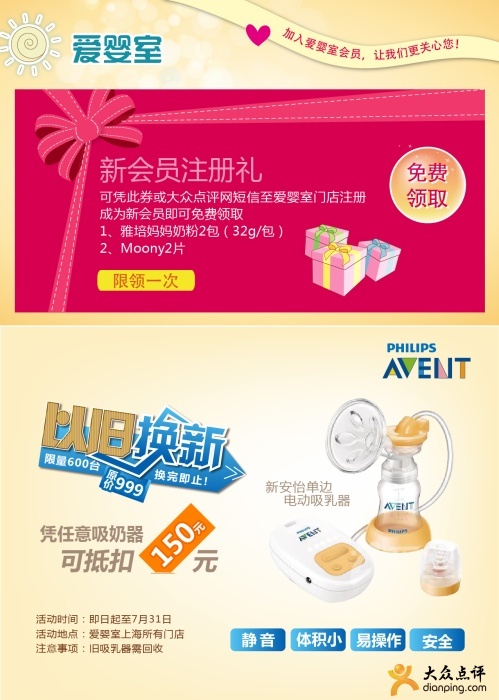 爱婴室
加入爱婴室会员，让我们更关心您！
新会员注册礼
免费
领取
可凭此券或大众点评网短信至爱婴室门店注册
成为新会员即可免费领取
1、雅培妈妈奶粉2包（32g/包）
2、Moony2片
限领一次
PHILIPS
AVENT
以旧换新
限量600台 原价999 换完即止！
新安怡单边
电动吸乳器
凭任意吸奶器
可抵扣 150元 元
PHILIPS
AVENT
AVENT
活动时间：即日起至7月31日
活动地点：爱婴室上海所有门店
注意事项：旧吸乳器需回收
静音 体积小 易操作 安全
大众点评
dianping.com